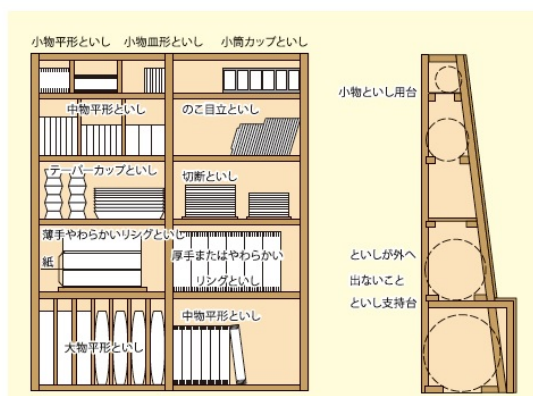 小物平形といし 小物皿形といし 小筒カップといし
中物平形といし のこ目立といし
テーパーカップといし 切断といし
薄手やわらかいリシグといし
紙
厚手またはやわらかい
リシグといし
大物平形といし 中物平形といし
小物といし用台
といしが外へ
出ないこと
といし支持台